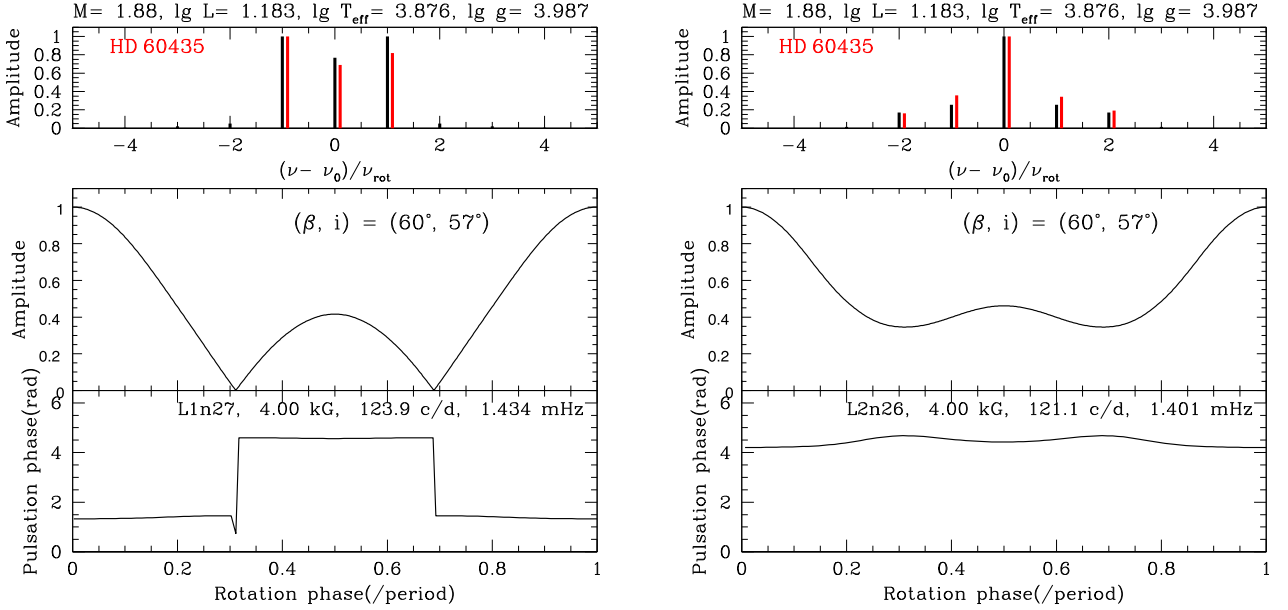 M= 1.88, lg L= 1.183, lg T_eff= 3.876, lg g= 3.987
HD 60435
Amplitude
1
0.8
0.6
0.4
0.2
0
−4 −2 0 2 4
(ν− ν_0)/ν_rot
(β, i) = (60°, 57°)
Amplitude
1
0.8
0.6
0.4
0.2
0
L1n27, 4.00 kG, 123.9 c/d, 1.434 mHz
Pulsation phase(rad)
6
4
2
0
0 0.2 0.4 0.6 0.8 1
Rotation phase(/period)
M= 1.88, lg L= 1.183, lg T_eff= 3.876, lg g= 3.987
HD 60435
Amplitude
1
0.8
0.6
0.4
0.2
0
−4 −2 0 2 4
(ν− ν_0)/ν_rot
(β, i) = (60°, 57°)
Amplitude
1
0.8
0.6
0.4
0.2
0
L2n26, 4.00 kG, 121.1 c/d, 1.401 mHz
Pulsation phase(rad)
6
4
2
0
0 0.2 0.4 0.6 0.8 1
Rotation phase(/period)